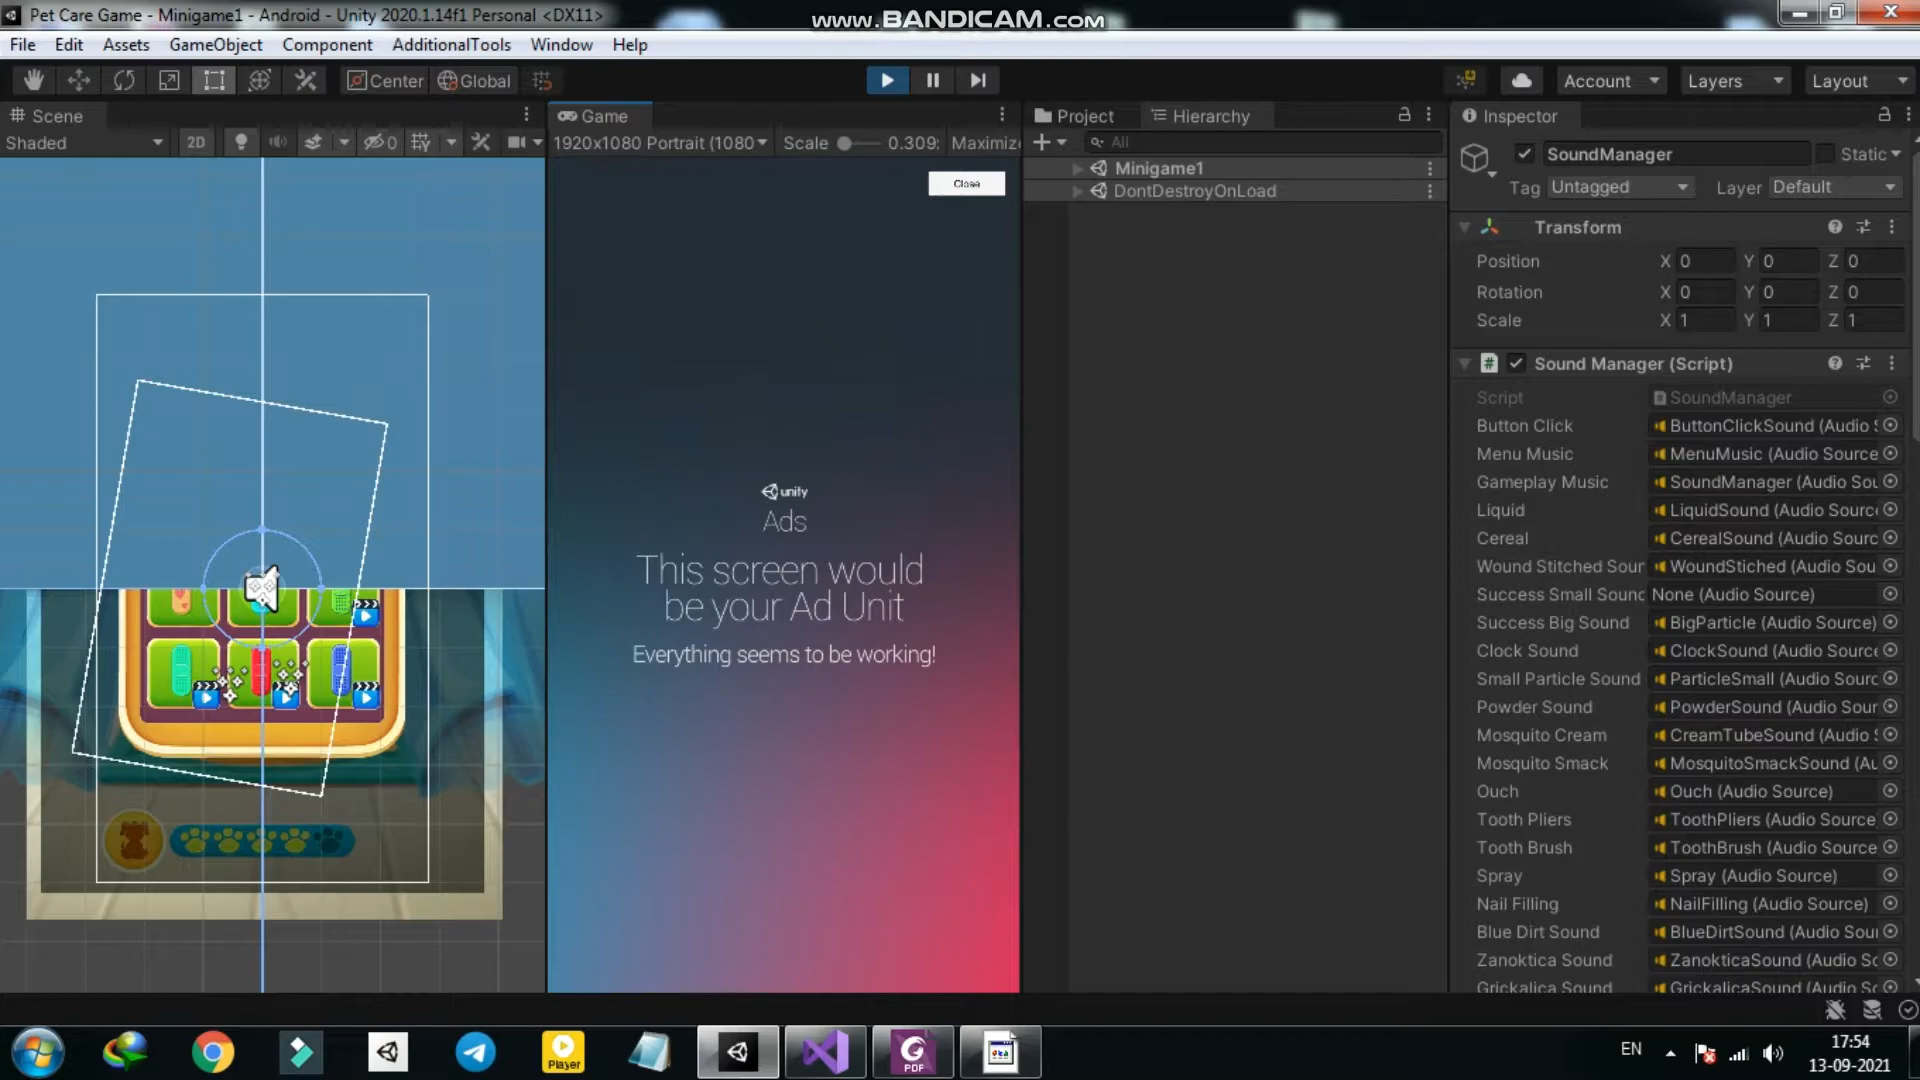 Pet Care Game - Minigame1 - Android - Unity 2020.1.14f1 Personal <DX11>
www.BANDICAM.com
File Edit Assets GameObject Component AdditionalTools Window Help
Center Global
Account Layers Layout
Scene
Game
Project Hierarchy
Inspector
Shaded 2D 0
1920x1080 Portrait (1080 Scale 0.309: Maximiz
All
Minigame1
DontDestroyOnLoad
SoundManager Static
Tag Untagged Layer Default
Transform
Position X 0 Y 0 Z 0
Rotation X 0 Y 0 Z 0
Scale X 1 Y 1 Z 1
Sound Manager (Script)
Script SoundManager
Button Click ButtonClickSound (Audio S
Menu Music MenuMusic (Audio Source
Gameplay Music SoundManager (Audio Sou
Liquid LiquidSound (Audio Source
Cereal CerealSound (Audio Sourc
Wound Stitched Sour WoundStiched (Audio Sou
Success Small Sound None (Audio Source)
Success Big Sound BigParticle (Audio Source)
Clock Sound ClockSound (Audio Source
Small Particle Sound ParticleSmall (Audio Sourc
Powder Sound PowderSound (Audio Sour
Mosquito Cream CreamTubeSound (Audio S
Mosquito Smack MosquitoSmackSound (Au
Ouch Ouch (Audio Source)
Tooth Pliers ToothPliers (Audio Source
Tooth Brush ToothBrush (Audio Source
Spray Spray (Audio Source)
Nail Filling NailFilling (Audio Source)
Blue Dirt Sound BlueDirtSound (Audio Sour
Zanoktica Sound ZanokticaSound (Audio Sc
Grickalica Sound GrickalicaSound (Audio Sc
Close
unity
Ads
This screen would
be your Ad Unit
Everything seems to be working!
Player
PDF
EN
17:54
13-09-2021